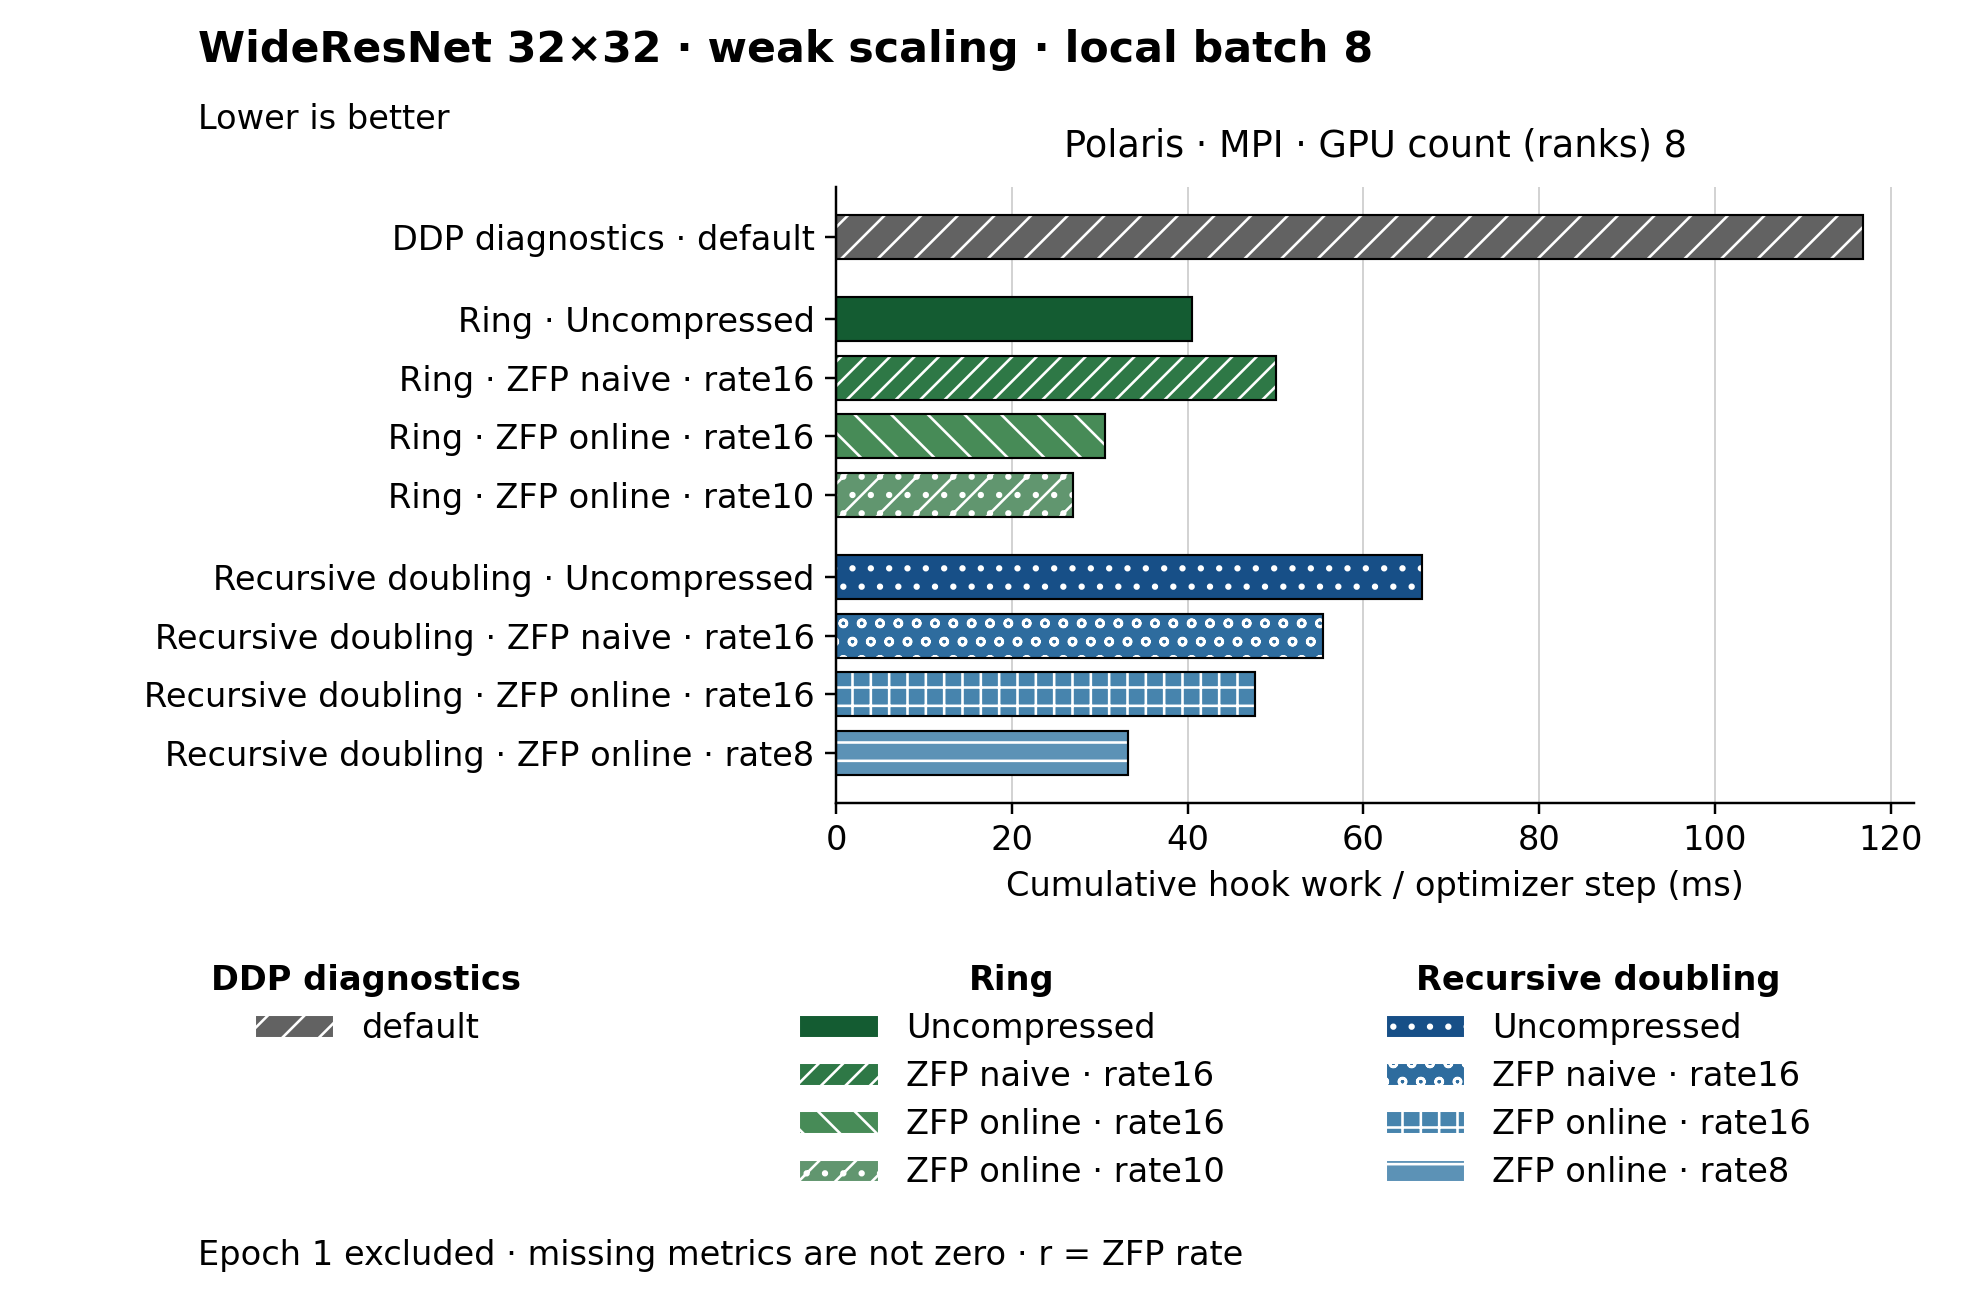 WideResNet 32×32 · weak scaling · local batch 8
Lower is better
Polaris · MPI · GPU count (ranks) 8
DDP diagnostics · default
Ring · Uncompressed
Ring · ZFP naive · rate16
Ring · ZFP online · rate16
Ring · ZFP online · rate10
Recursive doubling · Uncompressed
Recursive doubling · ZFP naive · rate16
Recursive doubling · ZFP online · rate16
Recursive doubling · ZFP online · rate8
0 20 40 60 80 100 120
Cumulative hook work / optimizer step (ms)
DDP diagnostics
default
Ring
Uncompressed
ZFP naive · rate16
ZFP online · rate16
ZFP online · rate10
Recursive doubling
Uncompressed
ZFP naive · rate16
ZFP online · rate16
ZFP online · rate8
Epoch 1 excluded · missing metrics are not zero · r = ZFP rate